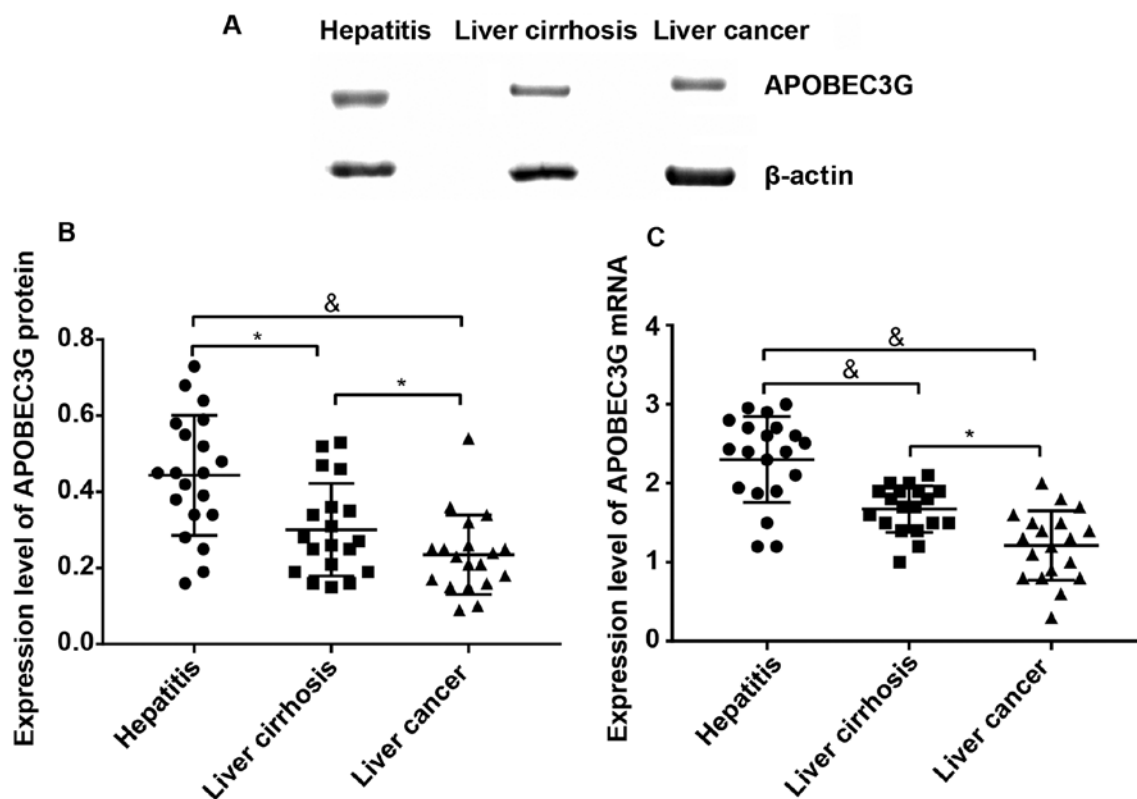 A
Hepatitis Liver cirrhosis Liver cancer
APOBEC3G
β-actin
B
Expression level of APOBEC3G protein
0.8
0.6
0.4
0.2
0.0
&
*
*
Hepatitis
Liver cirrhosis
Liver cancer
C
Expression level of APOBEC3G mRNA
4
3
2
1
0
&
&
*
Hepatitis
Liver cirrhosis
Liver cancer